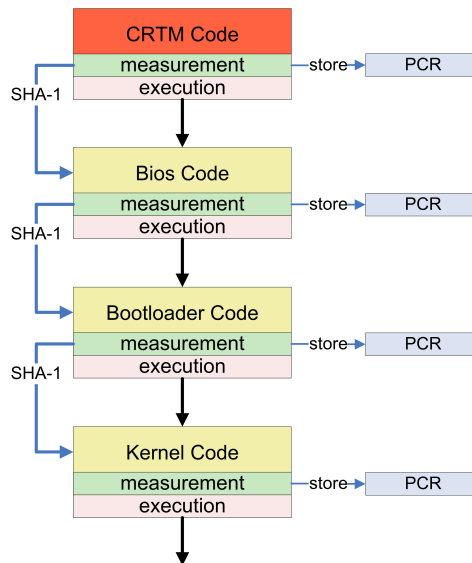 CRTM Code
measurement store PCR
SHA-1
execution
Bios Code
measurement store PCR
SHA-1
execution
Bootloader Code
measurement store PCR
SHA-1
execution
Kernel Code
measurement store PCR
execution